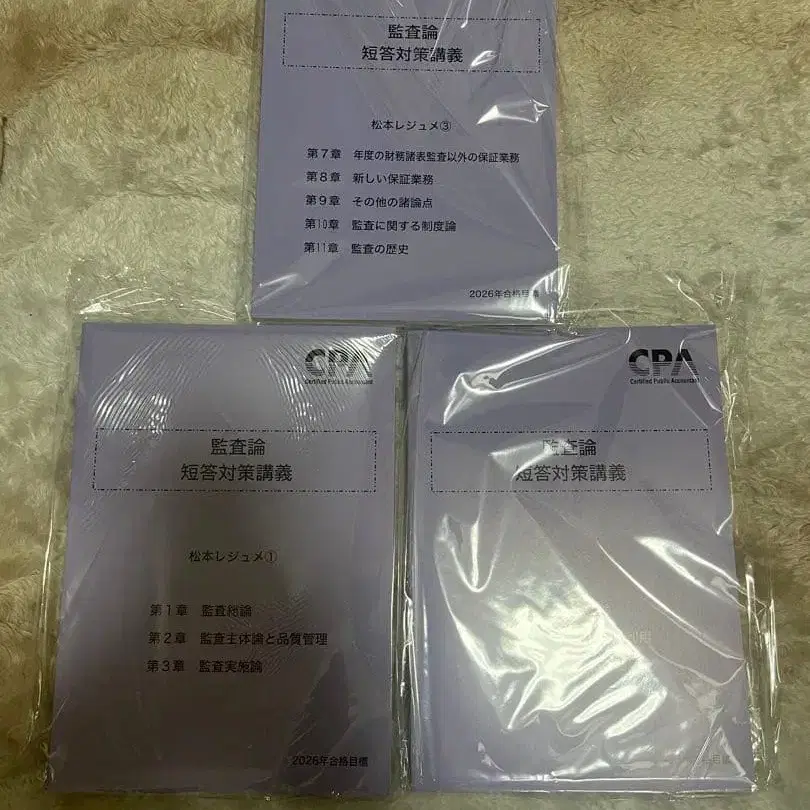 監査論
短答対策講義
松本レジュメ③
第7章 年度の財務諸表監査以外の保証業務
第8章 新しい保証業務
第9章 その他の諸論点
第10章 監査に関する制度論
第11章 監査の歴史
2026年合格目標
CPA
Certified Public Accountant
監査論
短答対策講義
松本レジュメ①
第1章 監査総論
第2章 監査主体論と品質管理
第3章 監査実施論
2026年合格目標
CPA
Certified Public Accountant
監査論
短答対策講義